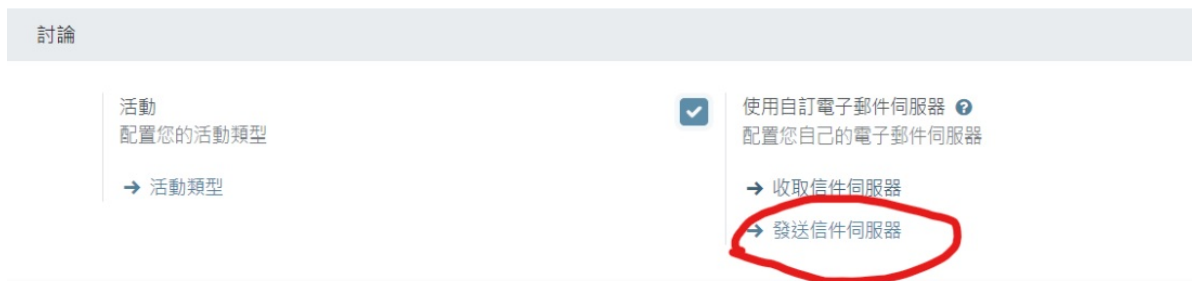 討論
活動
配置您的活動類型
→ 活動類型
使用自訂電子郵件伺服器
配置您自己的電子郵件伺服器
→ 收取信件伺服器
→ 發送信件伺服器